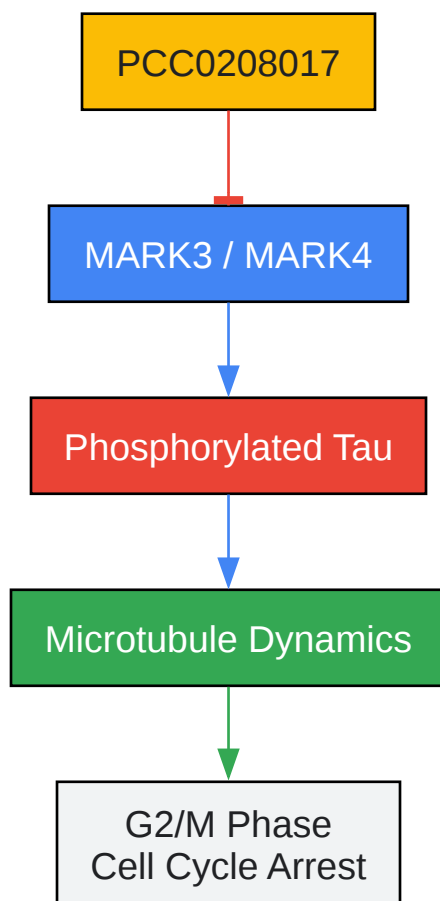 PCC0208017
MARK3 / MARK4
Phosphorylated Tau
Microtubule Dynamics
G2/M Phase
Cell Cycle Arrest